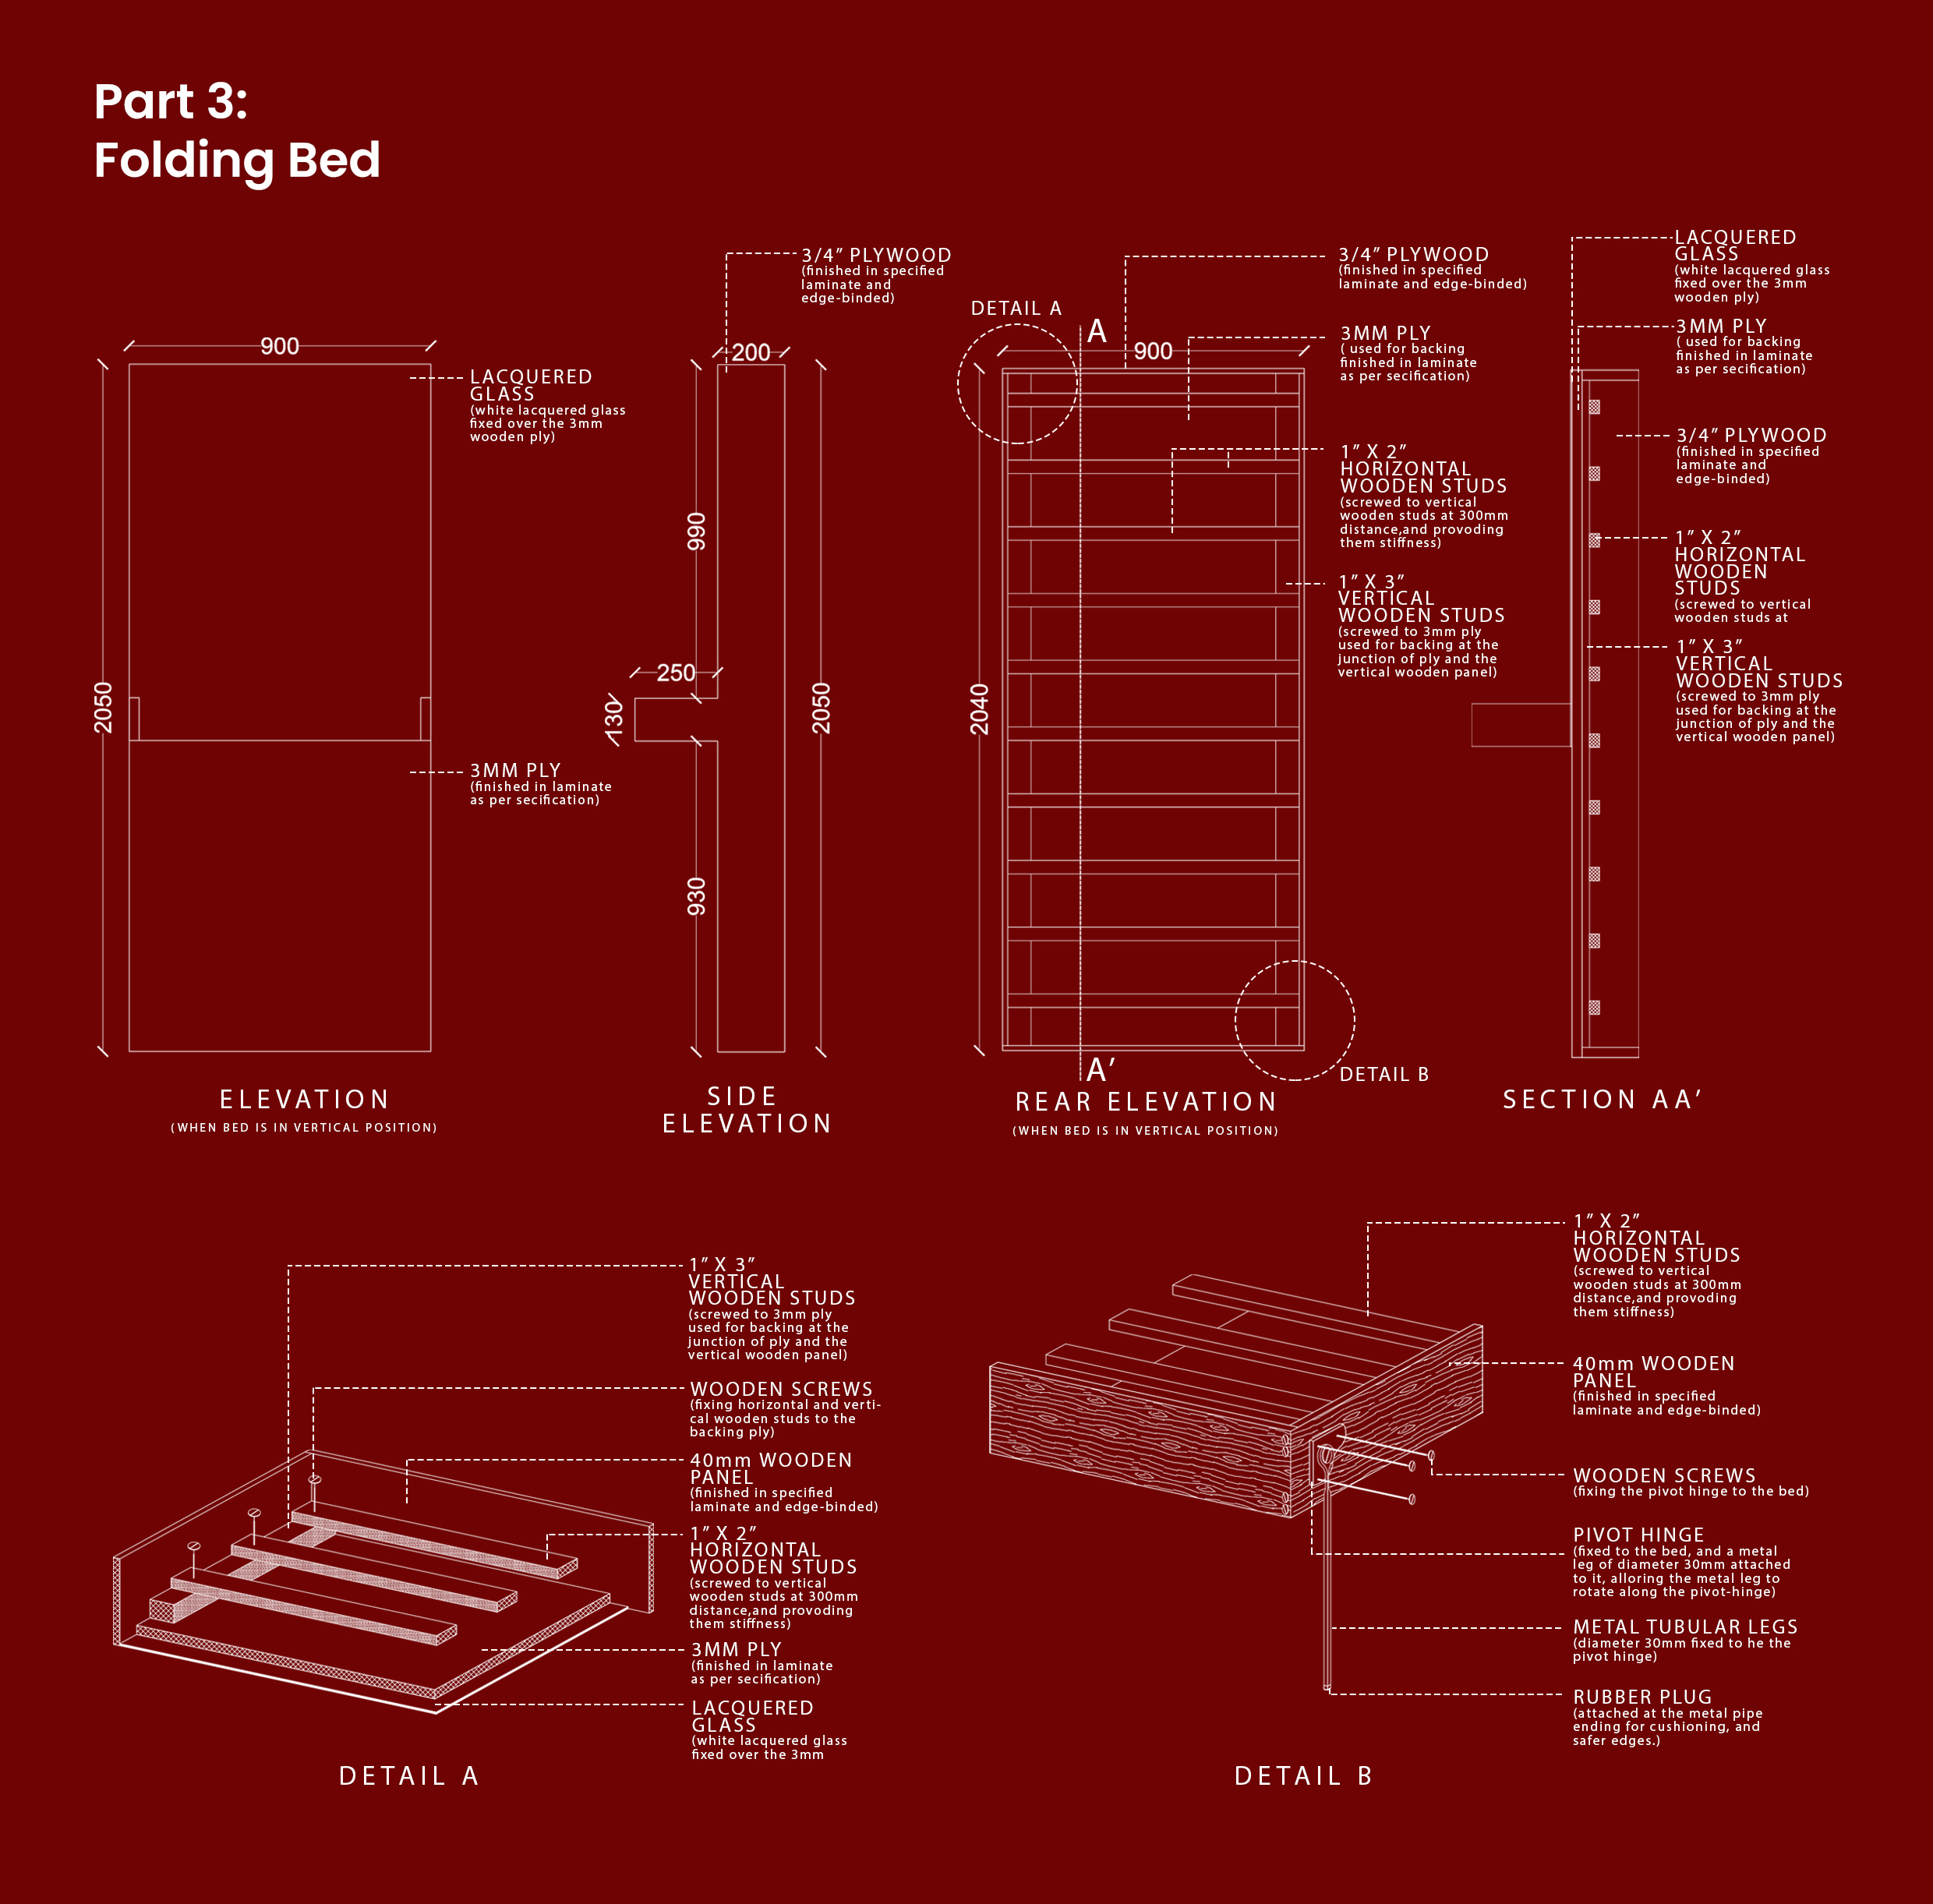 Part 3:
Folding Bed
900
2050
LACQUERED
GLASS
(white lacquered glass
fixed over the 3mm
wooden ply)
3MM PLY
(finished in laminate
as per secification)
ELEVATION
(WHEN BED IS IN VERTICAL POSITION)
3/4” PLYWOOD
(finished in specified
laminate and
edge-binded)
200
990
250
130
2050
930
SIDE
ELEVATION
DETAIL A
A
900
2040
3/4” PLYWOOD
(finished in specified
laminate and edge-binded)
3MM PLY
( used for backing
finished in laminate
as per secification)
1” X 2”
HORIZONTAL
WOODEN STUDS
(screwed to vertical
wooden studs at 300mm
distance,and provoding
them stiffness)
1” X 3”
VERTICAL
WOODEN STUDS
(screwed to 3mm ply
used for backing at the
junction of ply and the
vertical wooden panel)
A’
DETAIL B
REAR ELEVATION
(WHEN BED IS IN VERTICAL POSITION)
LACQUERED
GLASS
(white lacquered glass
fixed over the 3mm
wooden ply)
3MM PLY
( used for backing
finished in laminate
as per secification)
3/4” PLYWOOD
(finished in specified
laminate and
edge-binded)
1” X 2”
HORIZONTAL
WOODEN
STUDS
(screwed to vertical
wooden studs at
1” X 3”
VERTICAL
WOODEN STUDS
(screwed to 3mm ply
used for backing at the
junction of ply and the
vertical wooden panel)
SECTION AA’
1” X 3”
VERTICAL
WOODEN STUDS
(screwed to 3mm ply
used for backing at the
junction of ply and the
vertical wooden panel)
WOODEN SCREWS
(fixing horizontal and verti-
cal wooden studs to the
backing ply)
40mm WOODEN
PANEL
(finished in specified
laminate and edge-binded)
1” X 2”
HORIZONTAL
WOODEN STUDS
(screwed to vertical
wooden studs at 300mm
distance,and provoding
them stiffness)
3MM PLY
(finished in laminate
as per secification)
LACQUERED
GLASS
(white lacquered glass
fixed over the 3mm
DETAIL A
1” X 2”
HORIZONTAL
WOODEN STUDS
(screwed to vertical
wooden studs at 300mm
distance,and provoding
them stiffness)
40mm WOODEN
PANEL
(finished in specified
laminate and edge-binded)
WOODEN SCREWS
(fixing the pivot hinge to the bed)
PIVOT HINGE
(fixed to the bed, and a metal
leg of diameter 30mm attached
to it, alloring the metal leg to
rotate along the pivot-hinge)
METAL TUBULAR LEGS
(diameter 30mm fixed to he the
pivot hinge)
RUBBER PLUG
(attached at the metal pipe
ending for cushioning, and
safer edges.)
DETAIL B